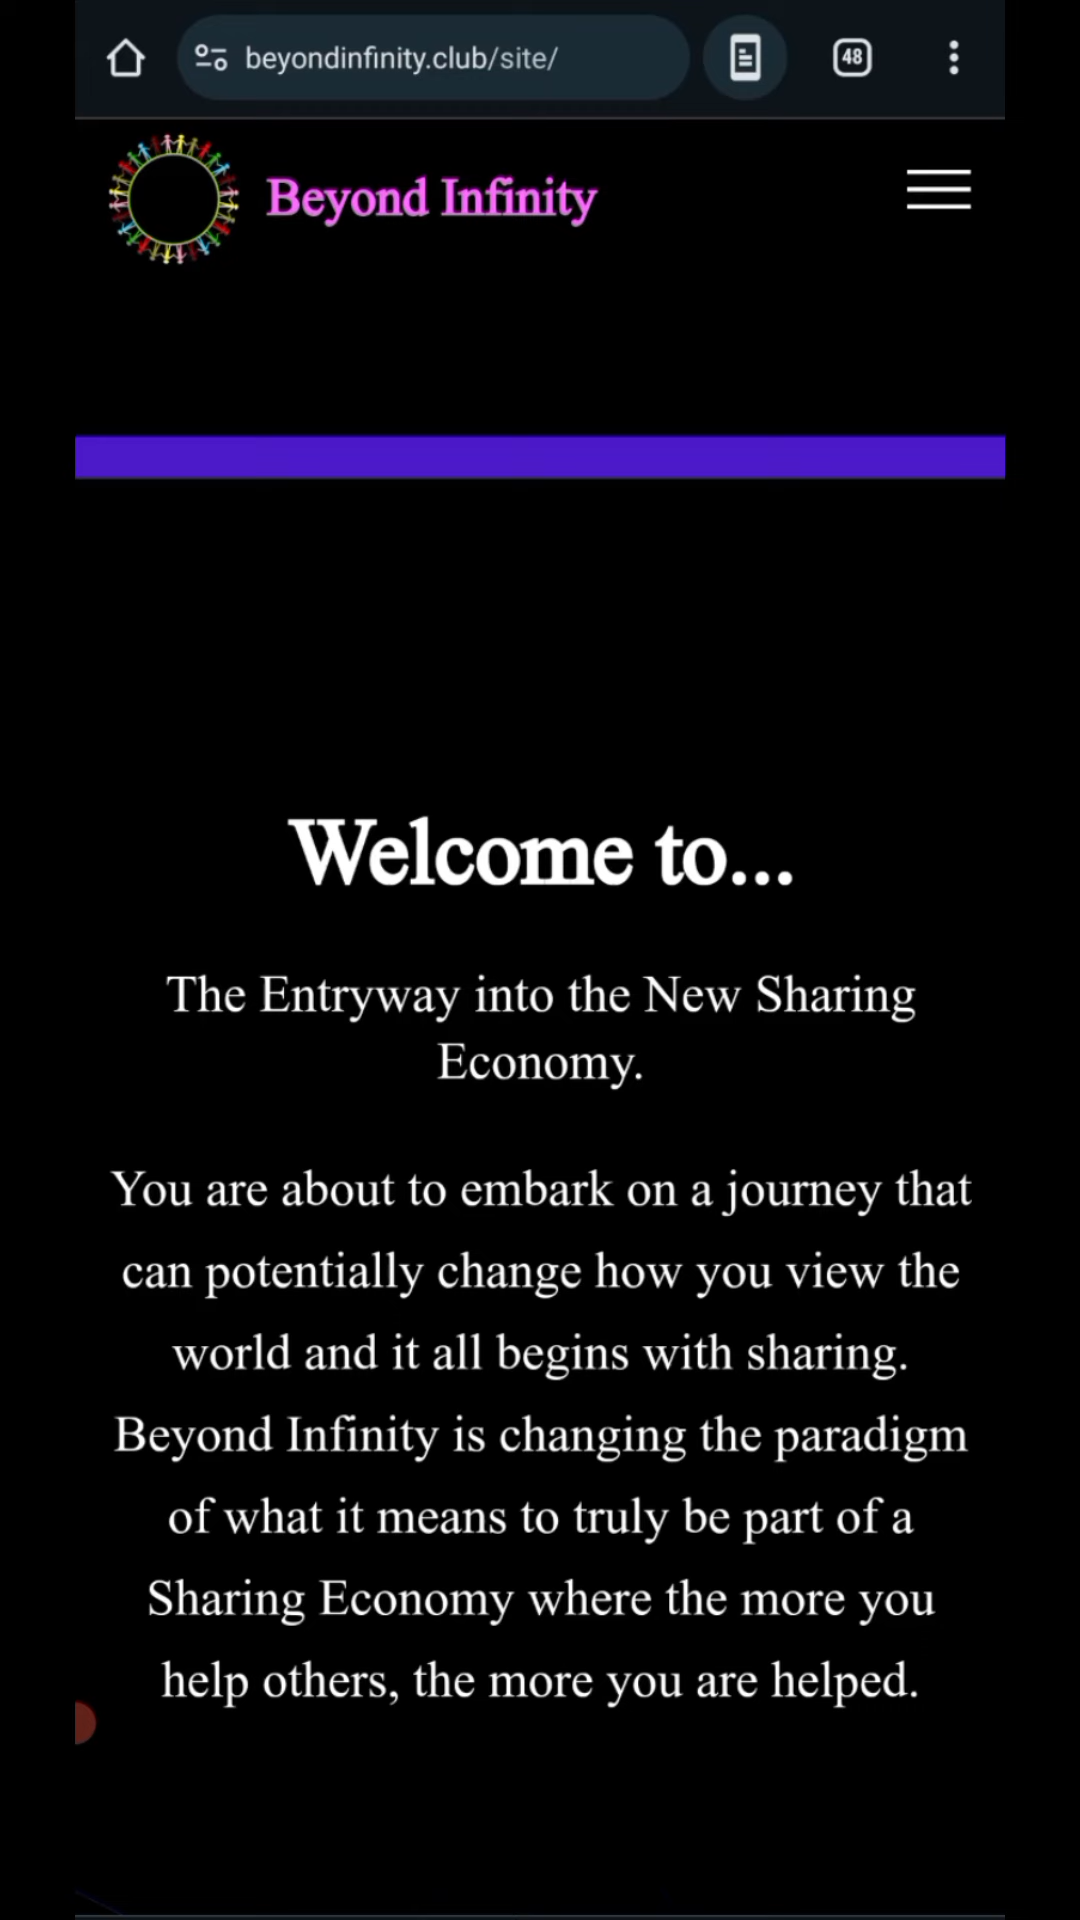 beyondinfinity.club/site/
48
Beyond Infinity
Welcome to...
The Entryway into the New Sharing
Economy.
You are about to embark on a journey that
can potentially change how you view the
world and it all begins with sharing.
Beyond Infinity is changing the paradigm
of what it means to truly be part of a
Sharing Economy where the more you
help others, the more you are helped.